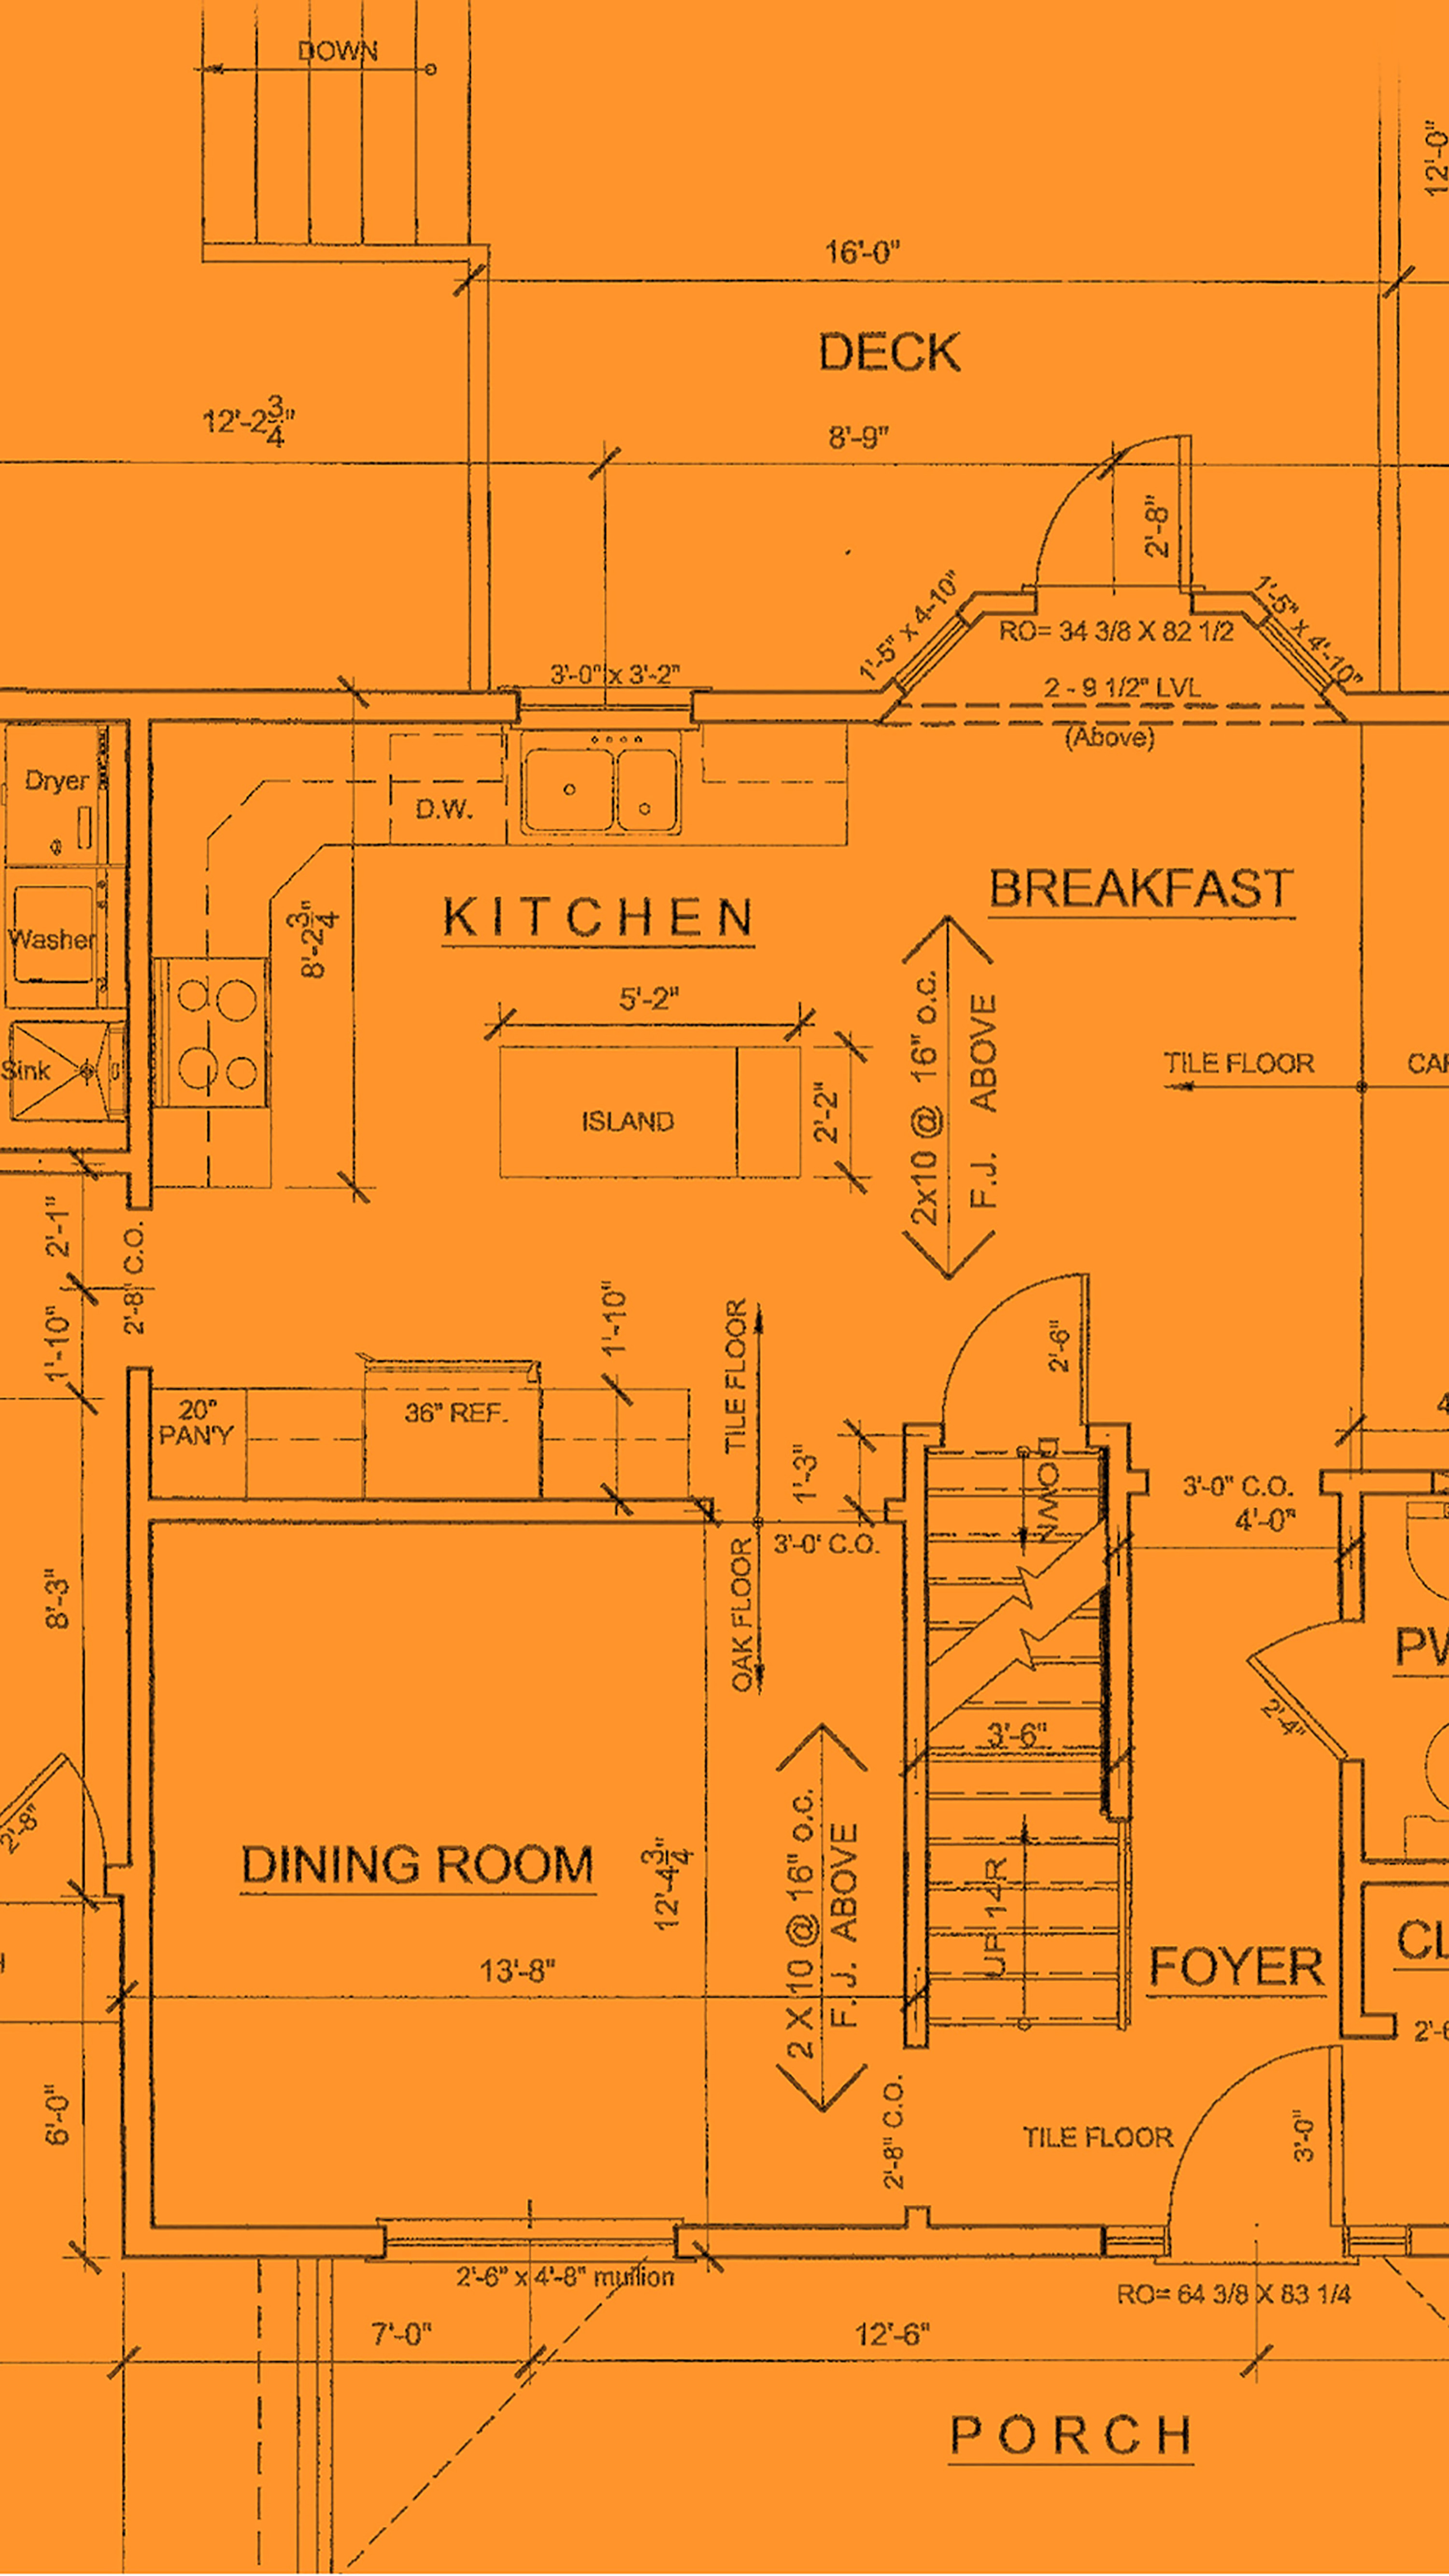 DOWN
12'-0"
16'-0"
DECK
12'-2 3/4"
8'-9"
2'-8"
1'-5" x 4-10"
1'-5" x 4'-10"
RO= 34 3/8 X 82 1/2
3'-0" x 3'-2"
2 - 9 1/2" LVL
(Above)
Dryer
D.W.
KITCHEN
BREAKFAST
Washer
8'-2 3/4"
5'-2"
2x10 @ 16" o.c.
F.J. ABOVE
TILE FLOOR
Sink
ISLAND
2'-2"
2'-1"
2'-8" C.O.
1'-10"
1'-10"
TILE FLOOR
2'-6"
20"
PAN'Y
36" REF.
1'-3"
DOWN
3'-0" C.O.
4'-0"
3'-0' C.O.
8'-3"
OAK FLOOR
PW
2'-4"
3'-6"
2'-8"
DINING ROOM
12'-4 3/4"
2 X 10 @ 16" o.c.
F.J. ABOVE
UP 14R
13'-8"
FOYER
CL
2'-6
6'-0"
2'-8" C.O.
TILE FLOOR
3'-0"
2'-6" x 4'-8" mullion
RO= 64 3/8 X 83 1/4
7'-0"
12'-6"
PORCH